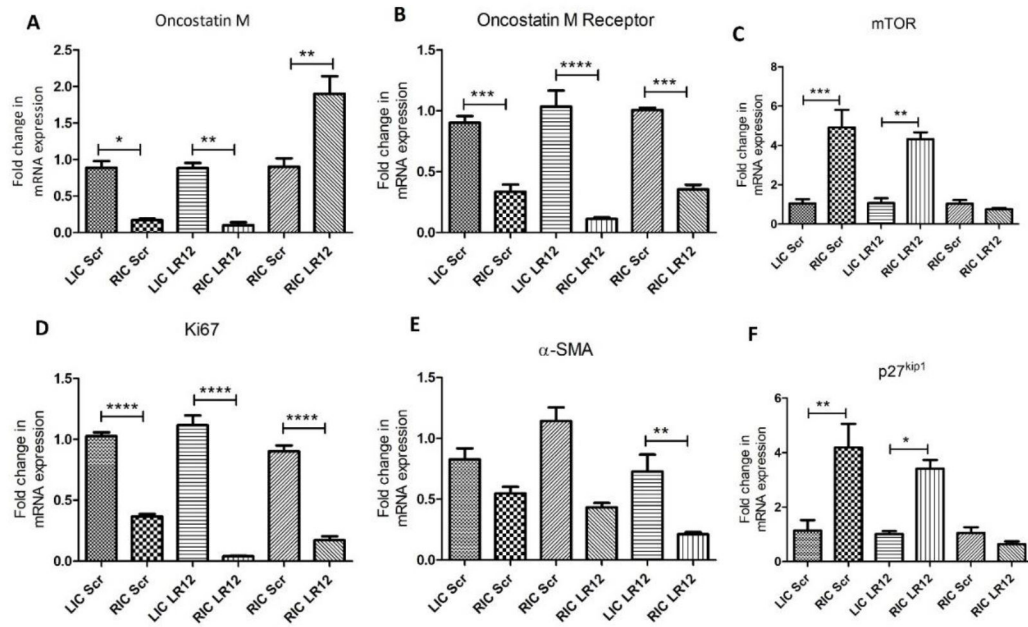 A
Oncostatin M
Fold change in
mRNA expression
2.5
2.0
1.5
1.0
0.5
0.0
*
**
**
LIC Scr
RIC Scr
LIC LR12
RIC LR12
RIC Scr
RIC LR12
B
Oncostatin M Receptor
Fold change in
mRNA expression
1.5
1.0
0.5
0.0
***
****
***
LIC Scr
RIC Scr
LIC LR12
RIC LR12
RIC Scr
RIC LR12
C
mTOR
Fold change in
mRNA expression
6
4
2
0
***
**
LIC Scr
RIC Scr
LIC LR12
RIC LR12
RIC Scr
RIC LR12
D
Ki67
Fold change in
mRNA expression
1.5
1.0
0.5
0.0
****
****
****
LIC Scr
RIC Scr
LIC LR12
RIC LR12
RIC Scr
RIC LR12
E
α-SMA
Fold change in
mRNA expression
1.5
1.0
0.5
0.0
**
LIC Scr
RIC Scr
RIC Scr
RIC LR12
LIC LR12
RIC LR12
F
p27kip1
Fold change in
mRNA expression
6
4
2
0
**
*
LIC Scr
RIC Scr
LIC LR12
RIC LR12
RIC Scr
RIC LR12